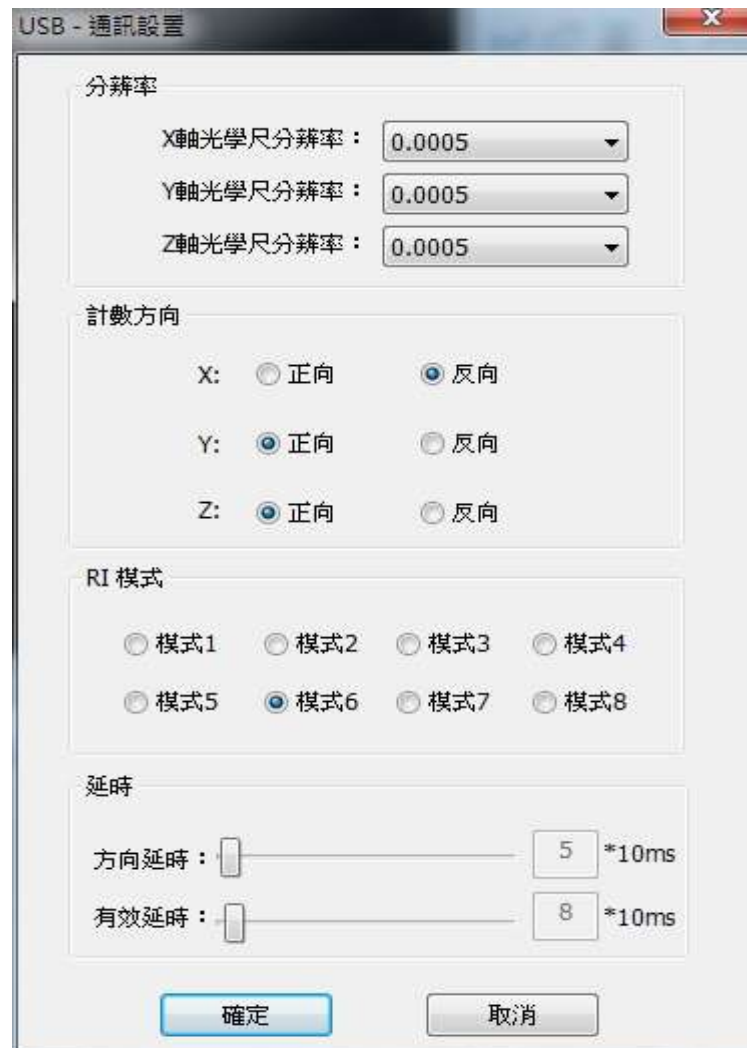 USB - 通訊設置
分辨率
X軸光學尺分辨率： 0.0005
Y軸光學尺分辨率： 0.0005
Z軸光學尺分辨率： 0.0005
計數方向
X: 正向 反向
Y: 正向 反向
Z: 正向 反向
RI 模式
模式1 模式2 模式3 模式4
模式5 模式6 模式7 模式8
延時
方向延時： 5 *10ms
有效延時： 8 *10ms
確定 取消